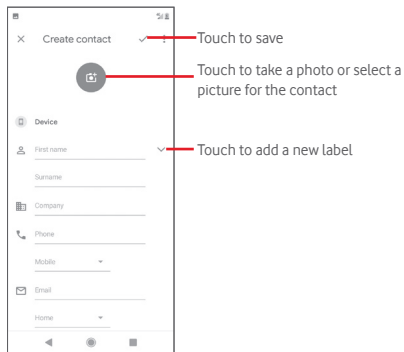 Create contact
Touch to save
Touch to take a photo or select a
picture for the contact
Device
First name
Touch to add a new label
Surname
Company
Phone
Mobile
Email
Home